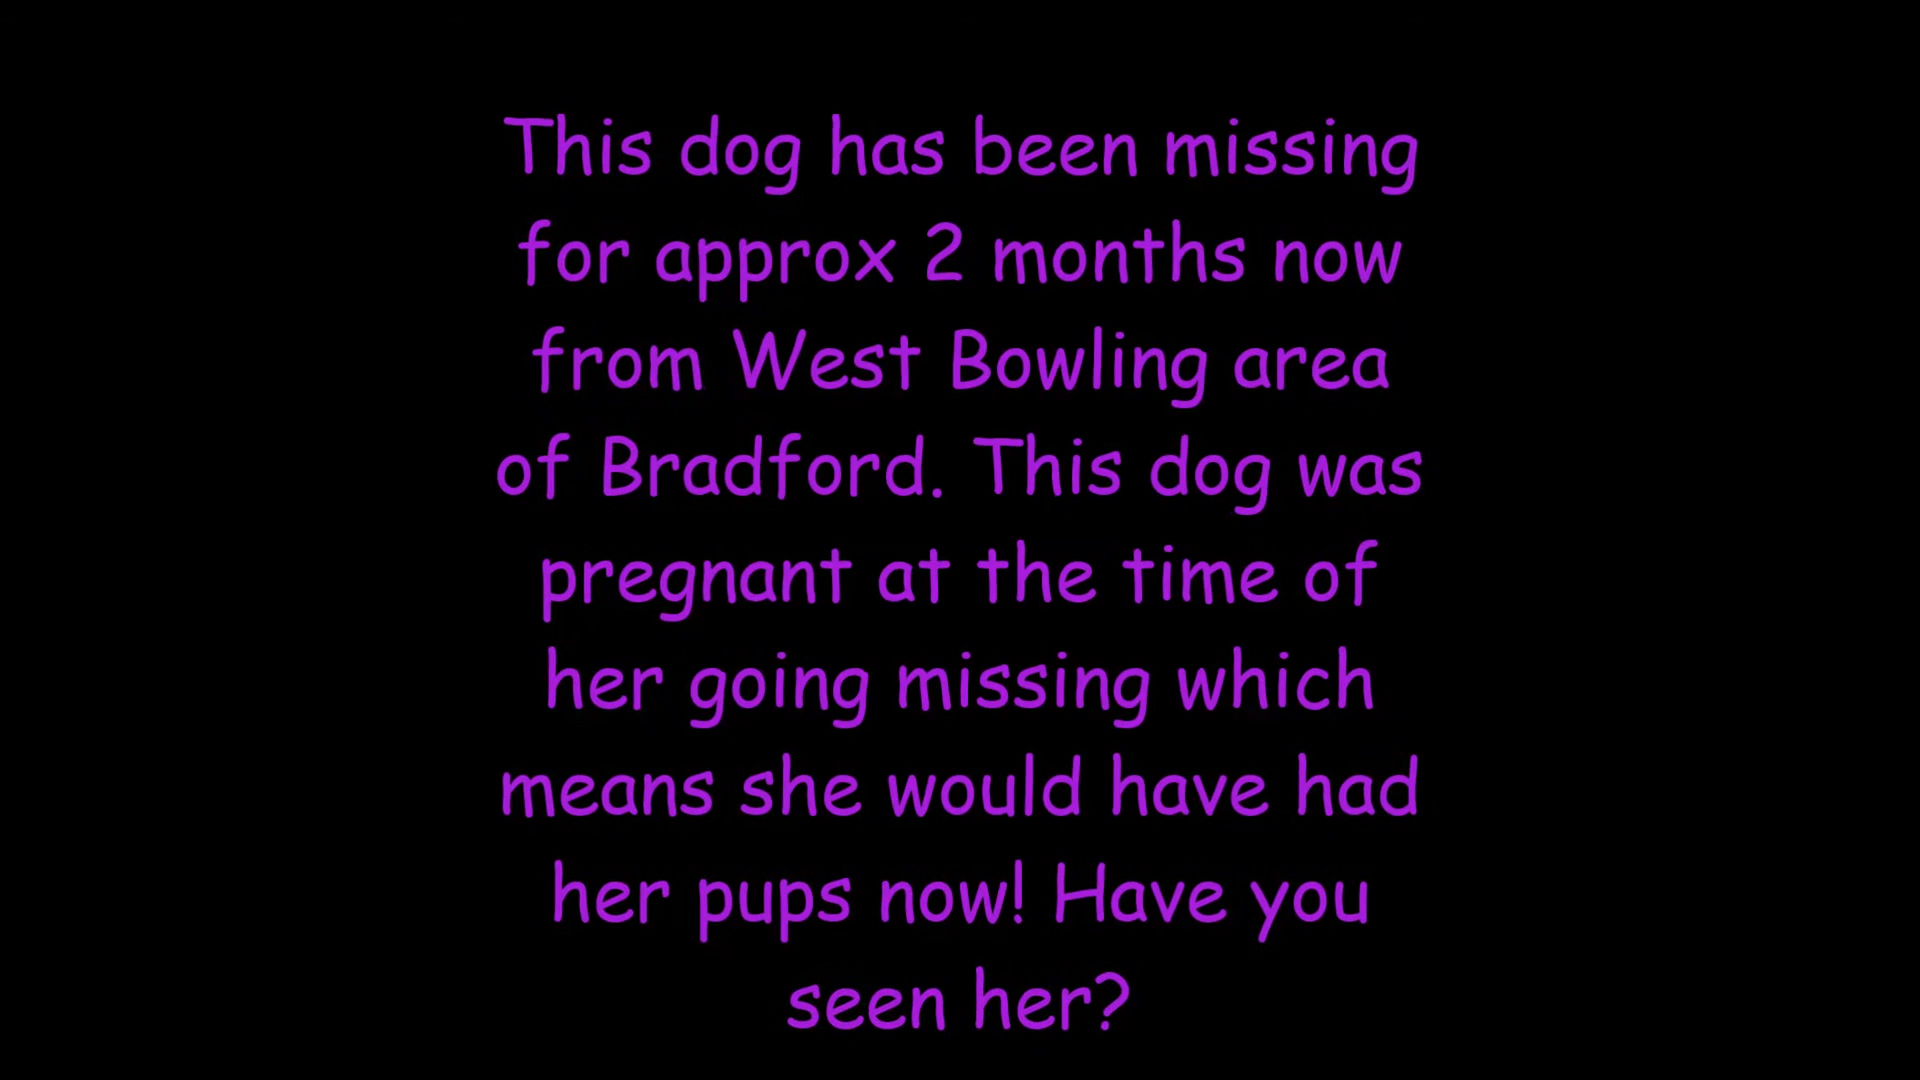 This dog has been missing
for approx 2 months now
from West Bowling area
of Bradford. This dog was
pregnant at the time of
her going missing which
means she would have had
her pups now! Have you
seen her?